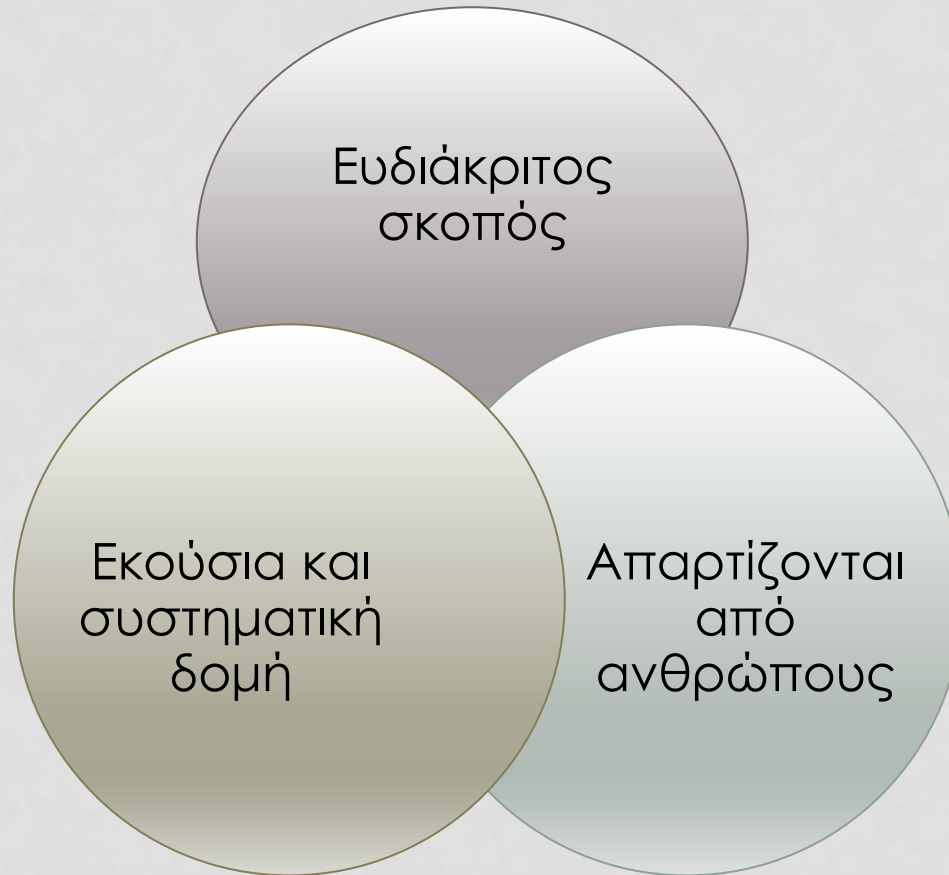 Ευδιάκριτος
σκοπός
Εκούσια και
συστηματική
δομή
Απαρτίζονται
από
ανθρώπους